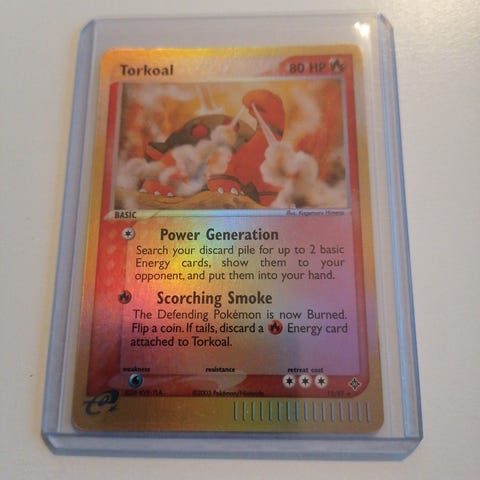 Torkoal 80 HP
BASIC
Illus. Kagemaru Himeno
Power Generation
Search your discard pile for up to 2 basic
Energy cards, show them to your
opponent, and put them into your hand.
Scorching Smoke
The Defending Pokémon is now Burned.
Flip a coin. If tails, discard a Energy card
attached to Torkoal.
weakness resistance retreat cost
©2003 Pokémon/Nintendo